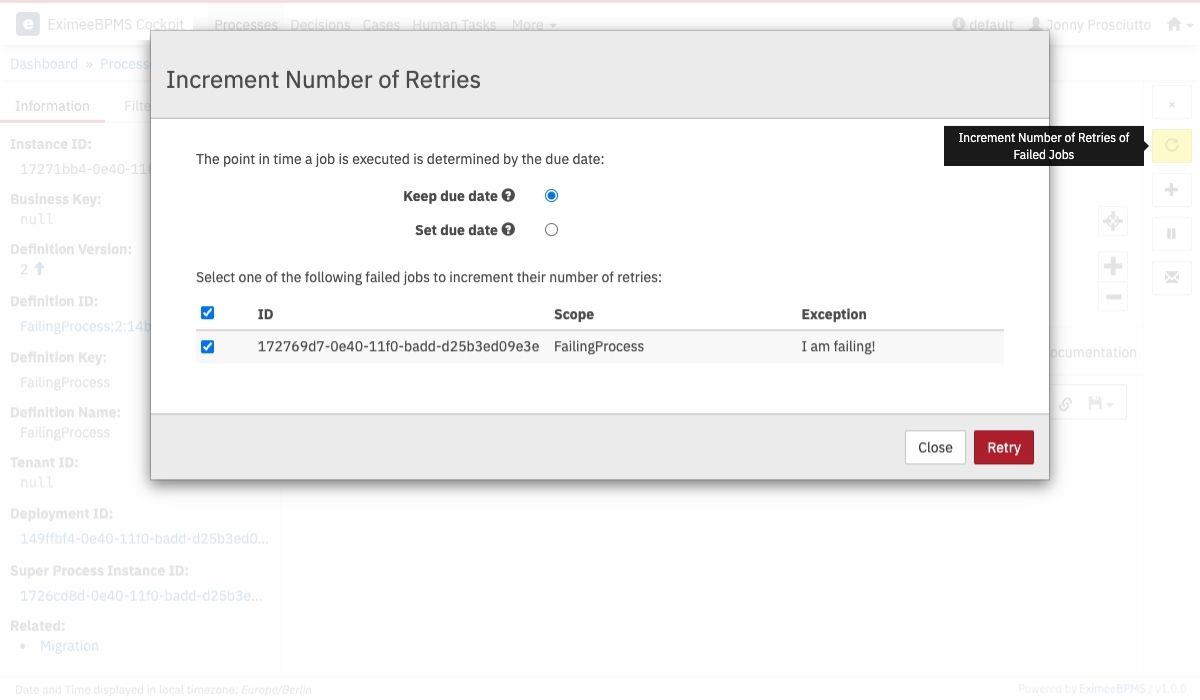 e EximeeBPMS Cockpit Processes Decisions Cases Human Tasks More default Jonny Prosciutto
Dashboard » Process
Increment Number of Retries
Information Filte
Increment Number of Retries of
Failed Jobs
Instance ID:
17271bb4-0e40-11
The point in time a job is executed is determined by the due date:
Keep due date
Business Key:
null
Set due date
Definition Version:
2
Select one of the following failed jobs to increment their number of retries:
Definition ID:
FailingProcess:2:14b
ID Scope Exception
172769d7-0e40-11f0-badd-d25b3ed09e3e FailingProcess I am failing!
Definition Key:
FailingProcess
ocumentation
Definition Name:
FailingProcess
Close Retry
Tenant ID:
null
Deployment ID:
149ffbf4-0e40-11f0-badd-d25b3ed0...
Super Process Instance ID:
1726cd8d-0e40-11f0-badd-d25b3e...
Related:
• Migration
Date and Time displayed in local timezone: Europe/Berlin Powered by EximeeBPMS / v1.0.0